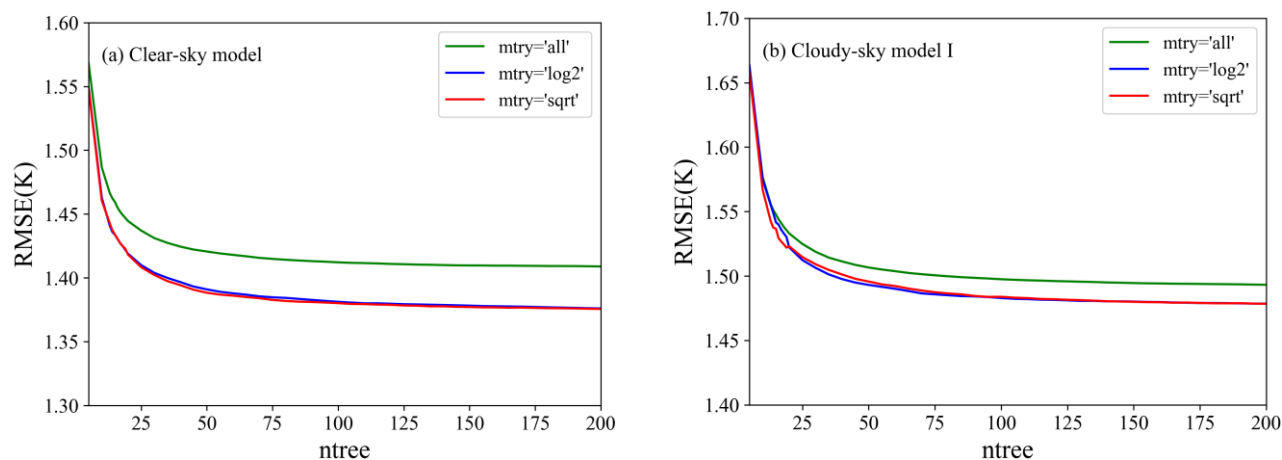 (a) Clear-sky model
mtry='all'
mtry='log2'
mtry='sqrt'
1.60
1.55
1.50
1.45
1.40
1.35
1.30
RMSE(K)
25 50 75 100 125 150 175 200
ntree
(b) Cloudy-sky model I
mtry='all'
mtry='log2'
mtry='sqrt'
1.70
1.65
1.60
1.55
1.50
1.45
1.40
RMSE(K)
25 50 75 100 125 150 175 200
ntree